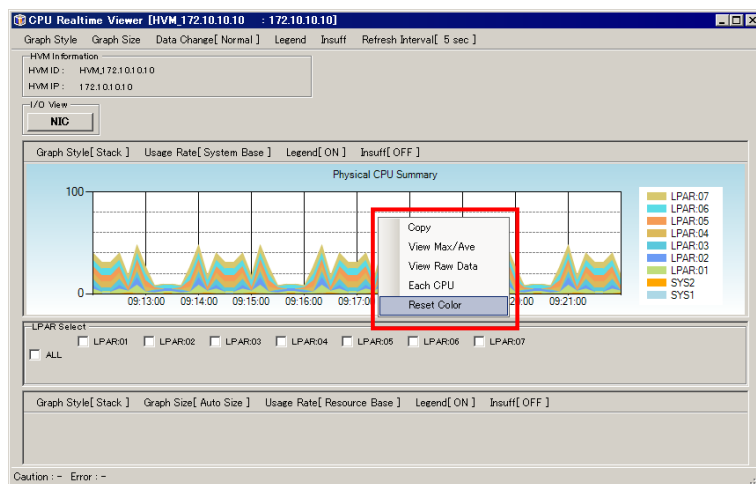 CPU Realtime Viewer [HVM_172.10.10.10 : 172.10.10.10]
Graph Style Graph Size Data Change[ Normal ] Legend Insuff Refresh Interval[ 5 sec ]
HVM Information
HVM ID : HVM_172.10.10.10
HVM IP : 172.10.10.10
I/O View
NIC
Graph Style[ Stack ] Usage Rate[ System Base ] Legend[ ON ] Insuff[ OFF ]
Physical CPU Summary
100
0
09:13:00 09:14:00 09:15:00 09:16:00 09:21:00
Copy
View Max/Ave
View Raw Data
Each CPU
Reset Color
LPAR:07
LPAR:06
LPAR:05
LPAR:04
LPAR:03
LPAR:02
LPAR:01
SYS2
SYS1
LPAR Select
LPAR:01 LPAR:02 LPAR:03 LPAR:04 LPAR:05 LPAR:06 LPAR:07
ALL
Graph Style[ Stack ] Graph Size[ Auto Size ] Usage Rate[ Resource Base ] Legend[ ON ] Insuff[ OFF ]
Caution : - Error : -